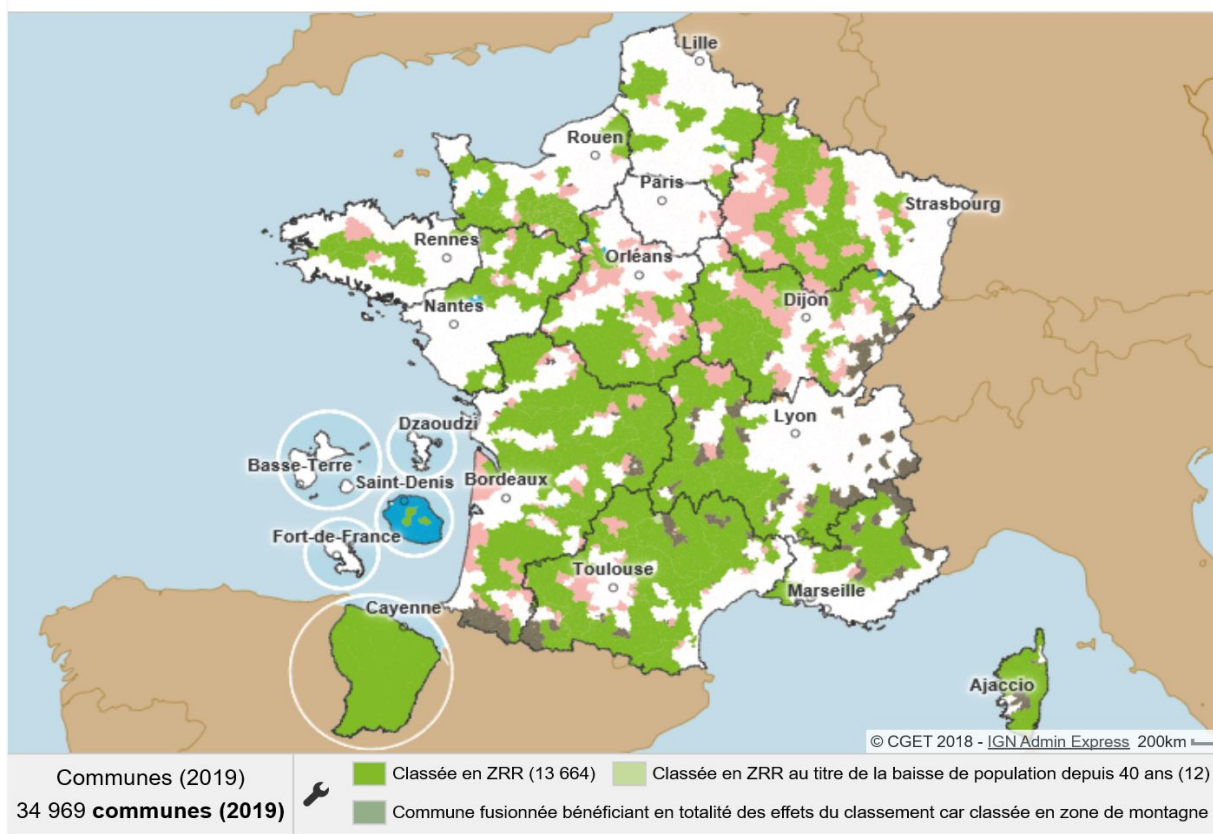 Lille
Rouen
Paris
Strasbourg
Rennes
Orléans
Nantes
Dijon
Lyon
Dzaoudzi
Basse-Terre
Saint-Denis
Bordeaux
Fort-de-France
Toulouse
Marseille
Cayenne
Ajaccio
© CGET 2018 - IGN Admin Express 200km
Communes (2019)
34 969 communes (2019)
Classée en ZRR (13 664)
Classée en ZRR au titre de la baisse de population depuis 40 ans (12)
Commune fusionnée bénéficiant en totalité des effets du classement car classée en zone de montagne